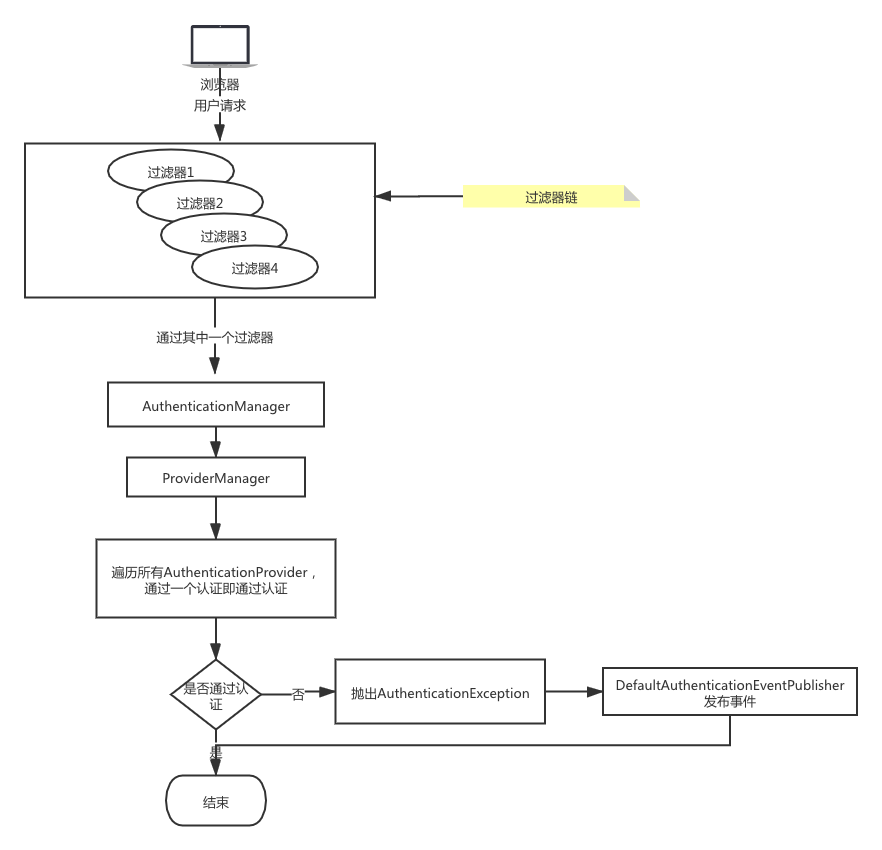 浏览器
用户请求
过滤器1
过滤器2
过滤器3
过滤器4
过滤器链
通过其中一个过滤器
AuthenticationManager
ProviderManager
遍历所有AuthenticationProvider，
通过一个认证即通过认证
是否通过认
证
否
抛出AuthenticationException
DefaultAuthenticationEventPublisher
发布事件
是
结束